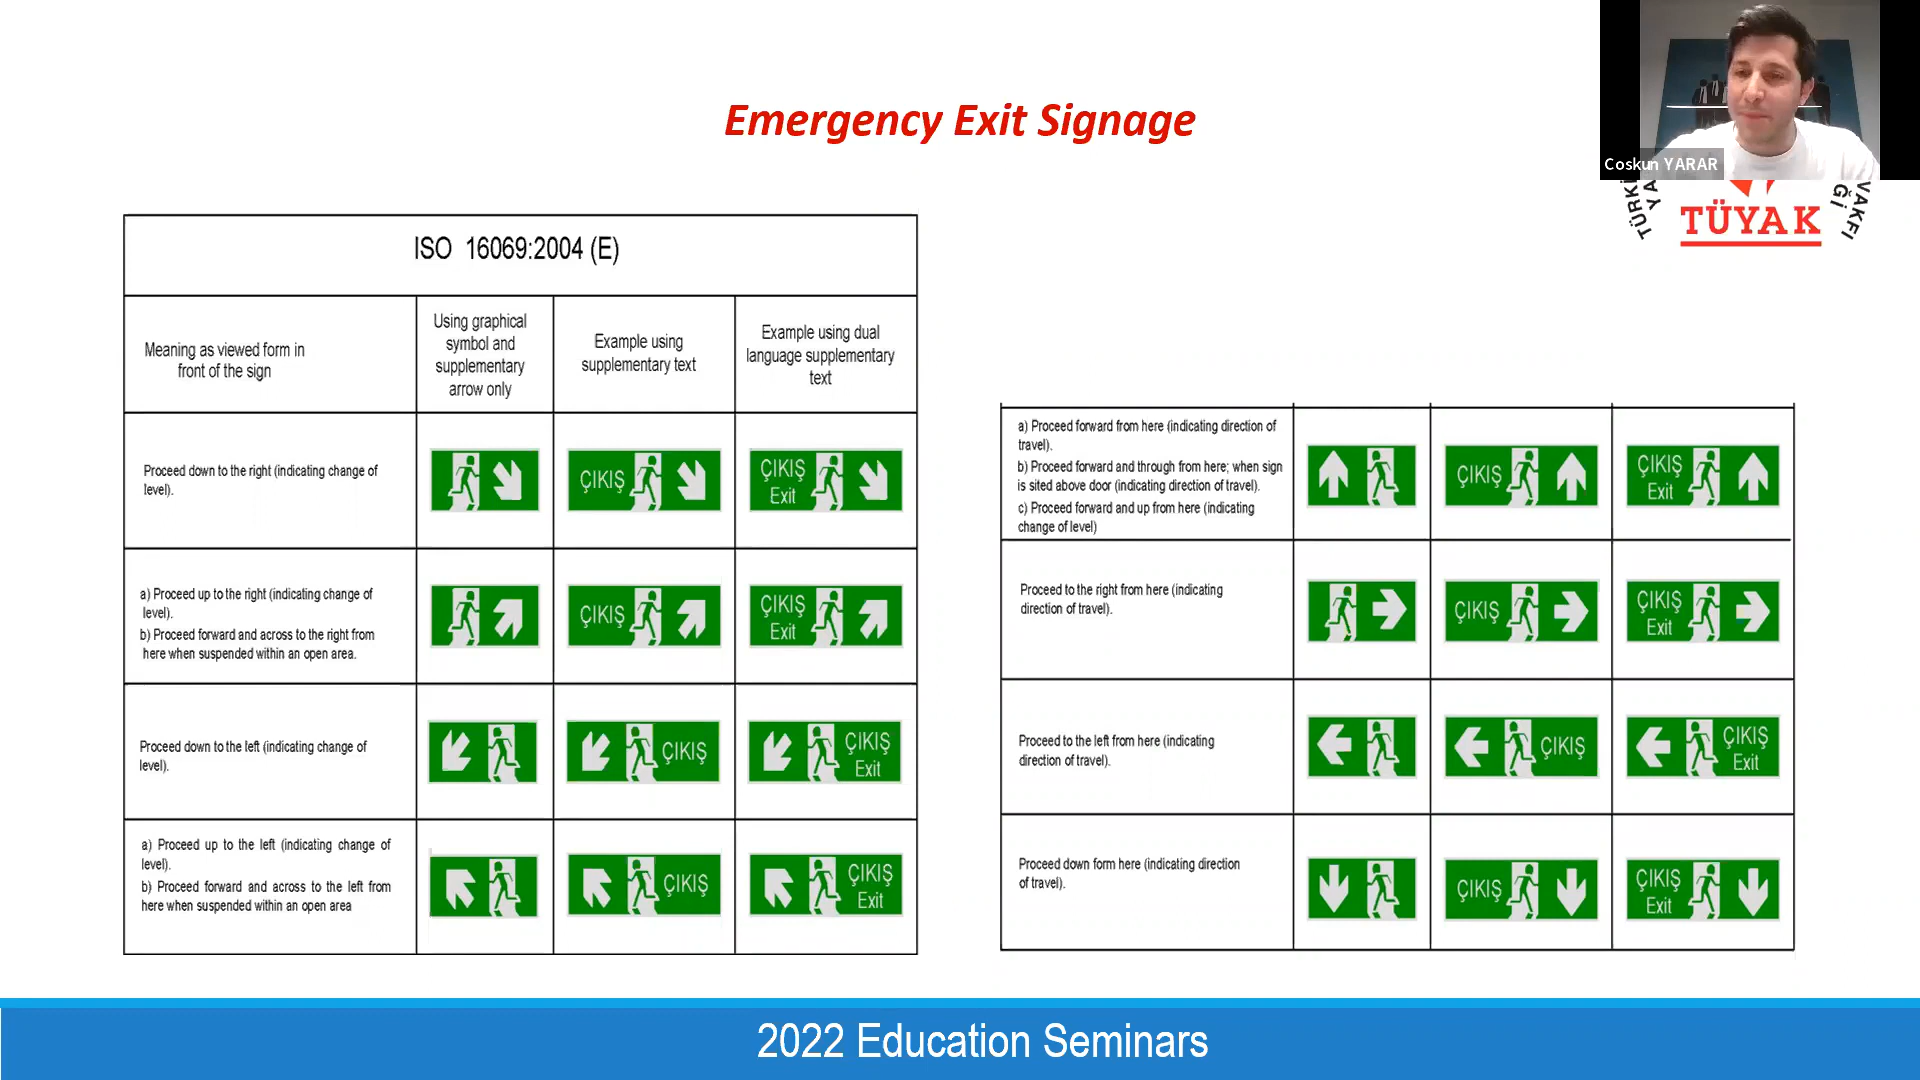 Emergency Exit Signage
Coskun YARAR
TÜRKİ
YA
VAKFI
Ğİ
TÜYAK
ISO 16069:2004 (E)
Meaning as viewed form in
front of the sign
Using graphical
symbol and
supplementary
arrow only
Example using
supplementary text
Example using dual
language supplementary
text
Proceed down to the right (indicating change of
level).
ÇIKIŞ
ÇIKIŞ
Exit
a) Proceed up to the right (indicating change of
level).
b) Proceed forward and across to the right from
here when suspended within an open area.
ÇIKIŞ
ÇIKIŞ
Exit
Proceed down to the left (indicating change of
level).
ÇIKIŞ
ÇIKIŞ
Exit
a) Proceed up to the left (indicating change of
level).
b) Proceed forward and across to the left from
here when suspended within an open area
ÇIKIŞ
ÇIKIŞ
Exit
a) Proceed forward from here (indicating direction of
travel).
b) Proceed forward and through from here; when sign
is sited above door (indicating direction of travel).
c) Proceed forward and up from here (indicating
change of level)
ÇIKIŞ
ÇIKIŞ
Exit
Proceed to the right from here (indicating
direction of travel).
ÇIKIŞ
ÇIKIŞ
Exit
Proceed to the left from here (indicating
direction of travel).
ÇIKIŞ
ÇIKIŞ
Exit
Proceed down form here (indicating direction
of travel).
ÇIKIŞ
ÇIKIŞ
Exit
2022 Education Seminars